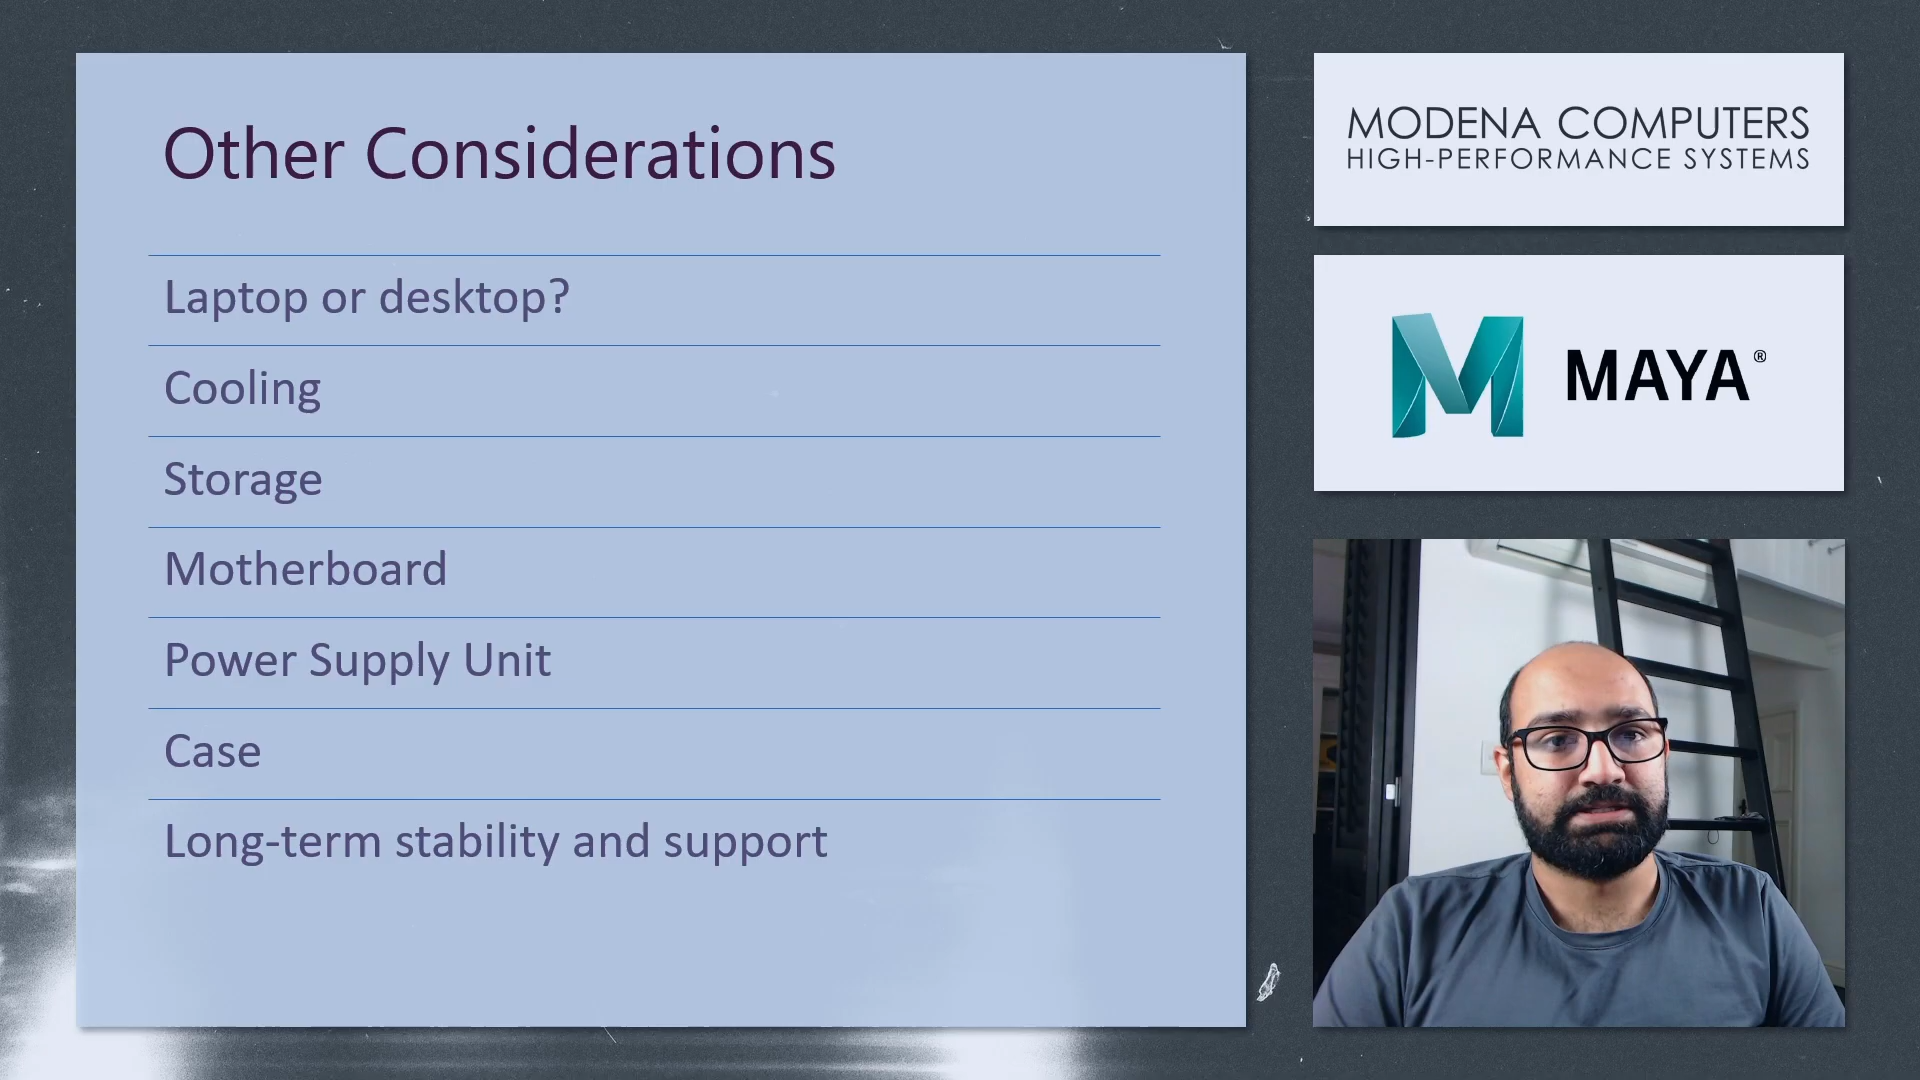 Other Considerations
Laptop or desktop?
Cooling
Storage
Motherboard
Power Supply Unit
Case
Long-term stability and support
MODENA COMPUTERS
HIGH-PERFORMANCE SYSTEMS
MAYA®